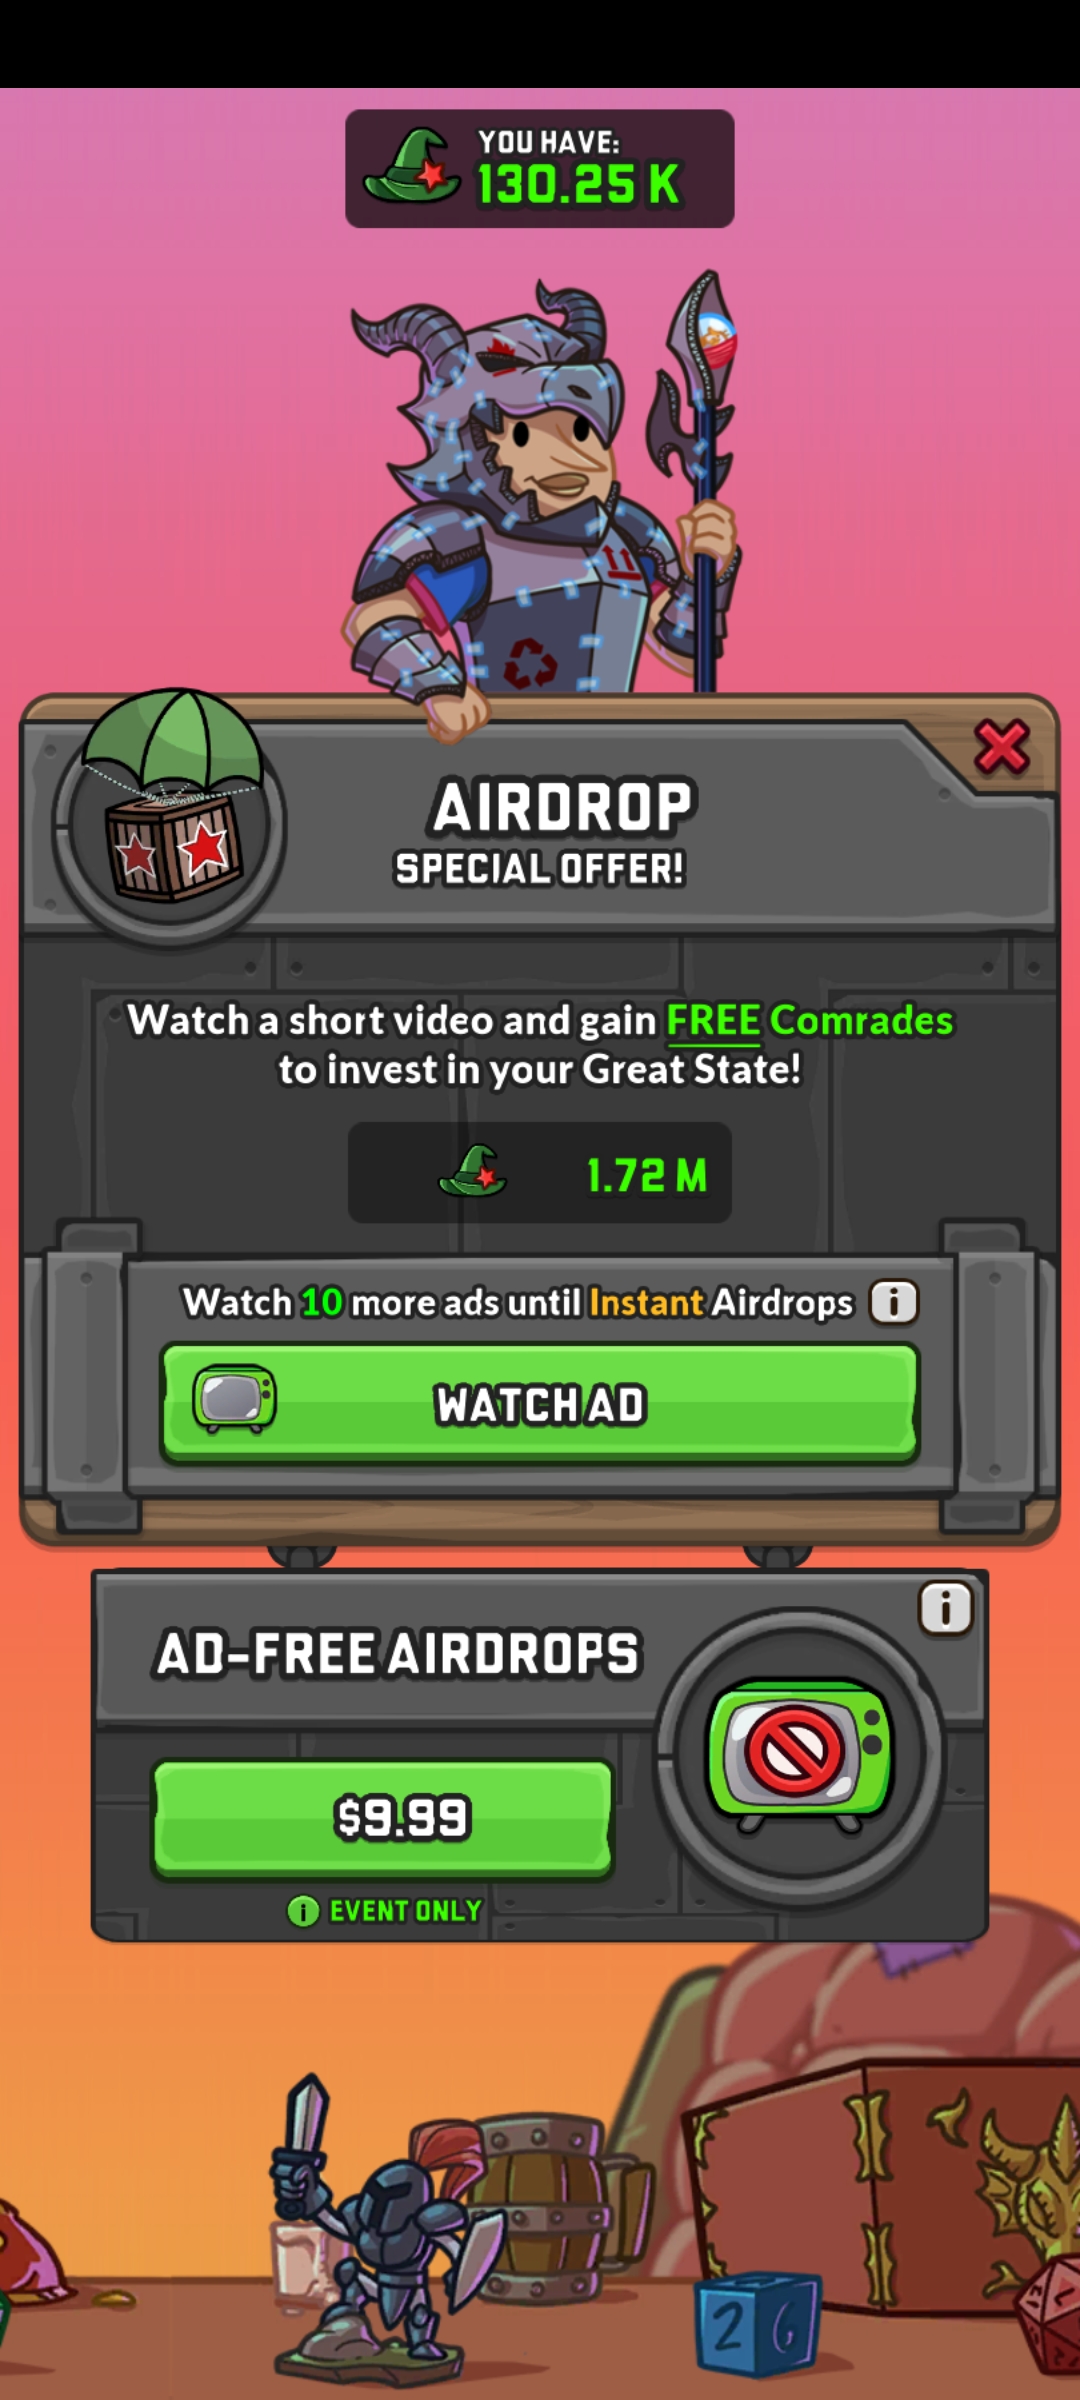 YOU HAVE:
130.25 K
AIRDROP
SPECIAL OFFER!
Watch a short video and gain FREE Comrades
to invest in your Great State!
1.72 M
Watch 10 more ads until Instant Airdrops i
WATCH AD
i
AD-FREE AIRDROPS
$9.99
i EVENT ONLY
2 6